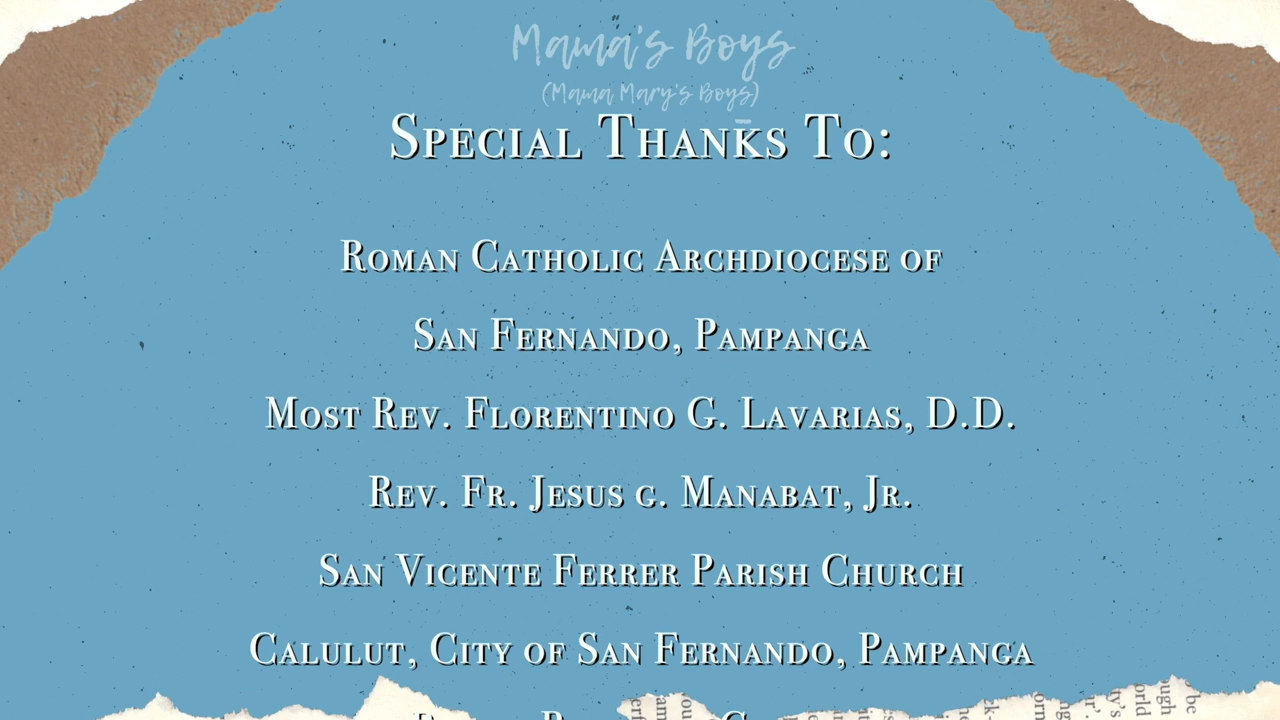 Mama's Boys
(Mama Mary's Boys)
Special Thanks To:
Roman Catholic Archdiocese of
San Fernando, Pampanga
Most Rev. Florentino G. Lavarias, D.D.
Rev. Fr. Jesus g. Manabat, Jr.
San Vicente Ferrer Parish Church
Calulut, City of San Fernando, Pampanga